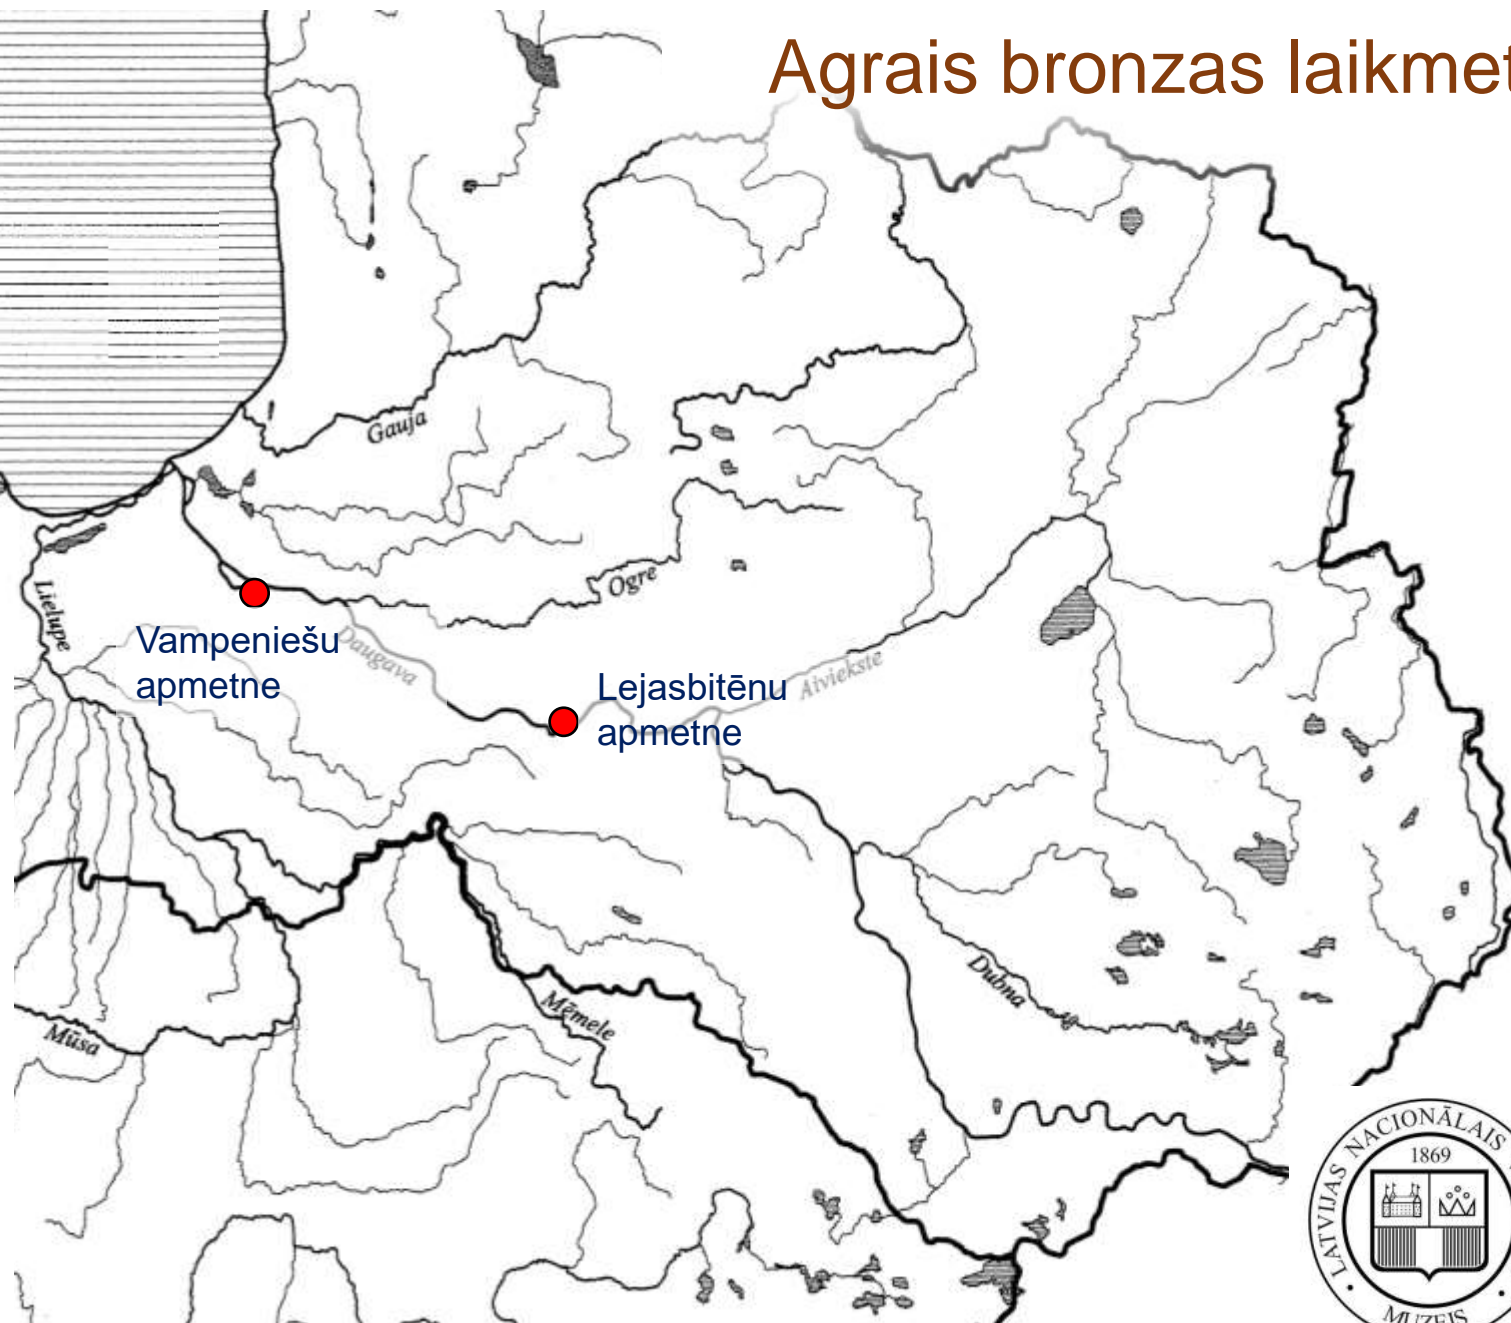 Agrais bronzas laikmet
Gauja
Ogre
Lielupe
Vampeniešu
apmetne
Daugava
Aiviekste
Lejasbitēnu
apmetne
Dubna
Mēmele
Mūsa
LATVIJAS NACIONĀLAIS
1869
MUZEJS